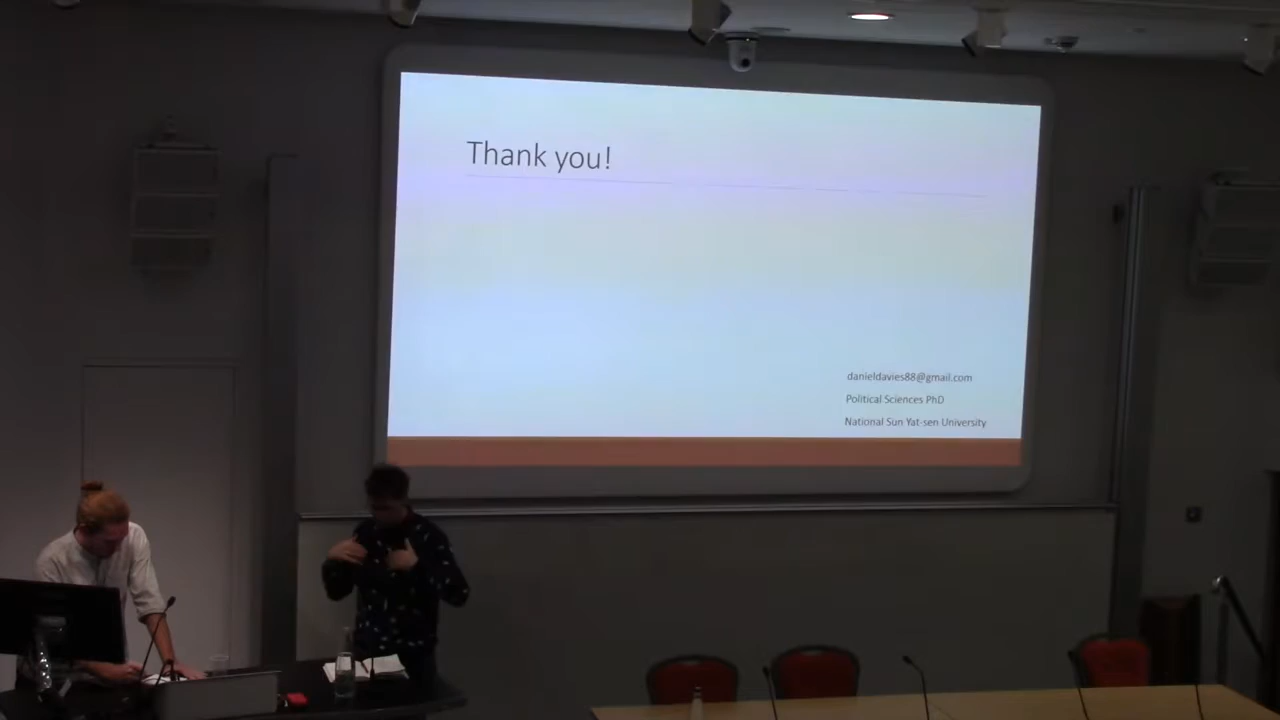 Thank you!
danieldavies88@gmail.com
Political Sciences PhD
National Sun Yat-sen University